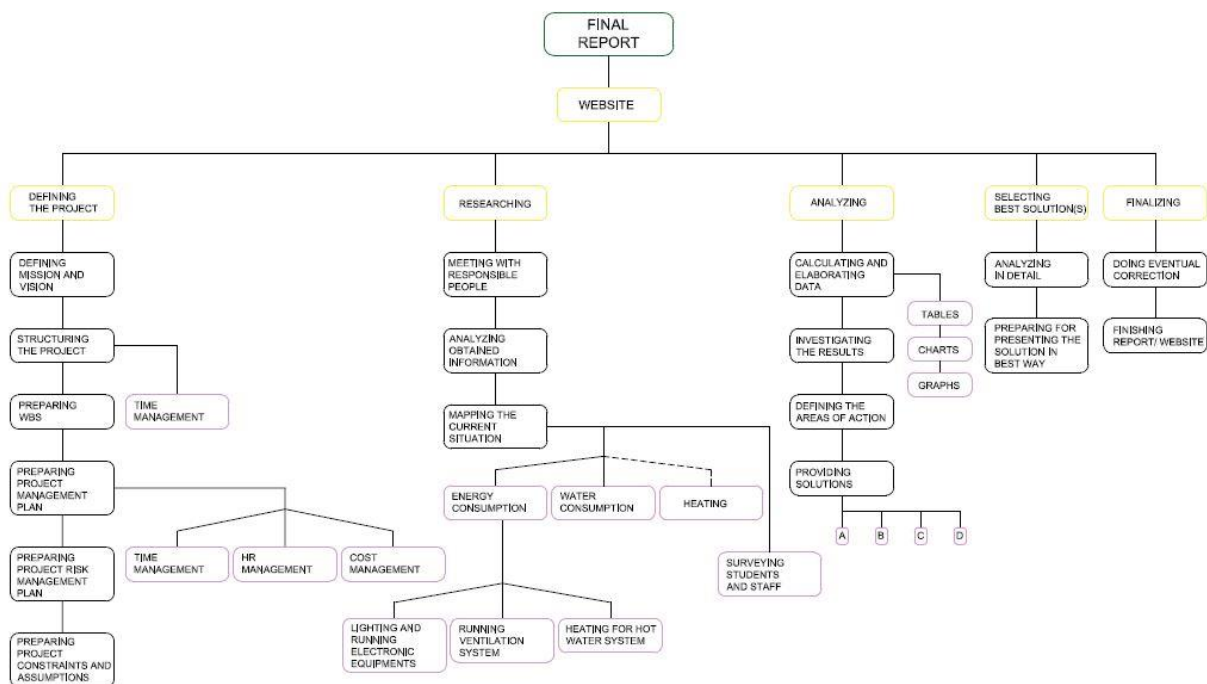 FINAL
REPORT
WEBSITE
DEFINING
THE PROJECT
RESEARCHING
ANALYZING
SELECTING
BEST SOLUTION(S)
FINALIZING
DEFINING
MISSION AND
VISION
STRUCTURING
THE PROJECT
PREPARING
WBS
TIME
MANAGEMENT
PREPARING
PROJECT
MANAGEMENT
PLAN
TIME
MANAGEMENT
HR
MANAGEMENT
COST
MANAGEMENT
PREPARING
PROJECT RISK
MANAGEMENT
PLAN
PREPARING
PROJECT
CONSTRAINTS AND
ASSUMPTIONS
MEETING WITH
RESPONSIBLE
PEOPLE
ANALYZING
OBTAINED
INFORMATION
MAPPING THE
CURRENT
SITUATION
ENERGY
CONSUMPTION
WATER
CONSUMPTION
HEATING
SURVEYING
STUDENTS
AND STAFF
LIGHTING AND
RUNNING
ELECTRONIC
EQUIPMENTS
RUNNING
VENTILATION
SYSTEM
HEATING FOR HOT
WATER SYSTEM
CALCULATING AND
ELABORATING
DATA
TABLES
CHARTS
GRAPHS
INVESTIGATING
THE RESULTS
DEFINING THE
AREAS OF ACTION
PROVIDING
SOLUTIONS
A
B
C
D
ANALYZING
IN DETAIL
PREPARING FOR
PRESENTING THE
SOLUTION IN
BEST WAY
DOING EVENTUAL
CORRECTION
FINISHING
REPORT/ WEBSITE